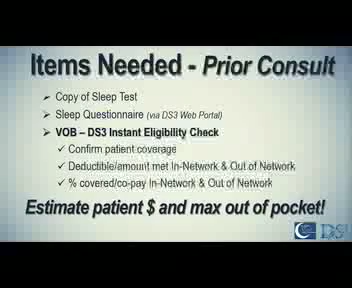 Items Needed - Prior Consult
➢ Copy of Sleep Test
➢ Sleep Questionnaire (via DS3 Web Portal)
➢ VOB – DS3 Instant Eligibility Check
✓ Confirm patient coverage
✓ Deductible/amount met In-Network & Out of Network
✓ % covered/co-pay In-Network & Out of Network
Estimate patient $ and max out of pocket!
DS3